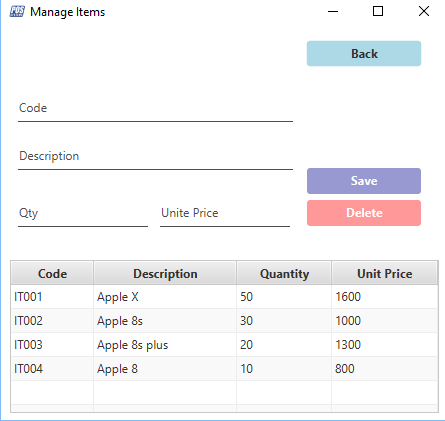 POS
Manage Items
Back
Code
Description
Save
Qty Unite Price Delete
Code Description Quantity Unit Price
IT001 Apple X 50 1600
IT002 Apple 8s 30 1000
IT003 Apple 8s plus 20 1300
IT004 Apple 8 10 800